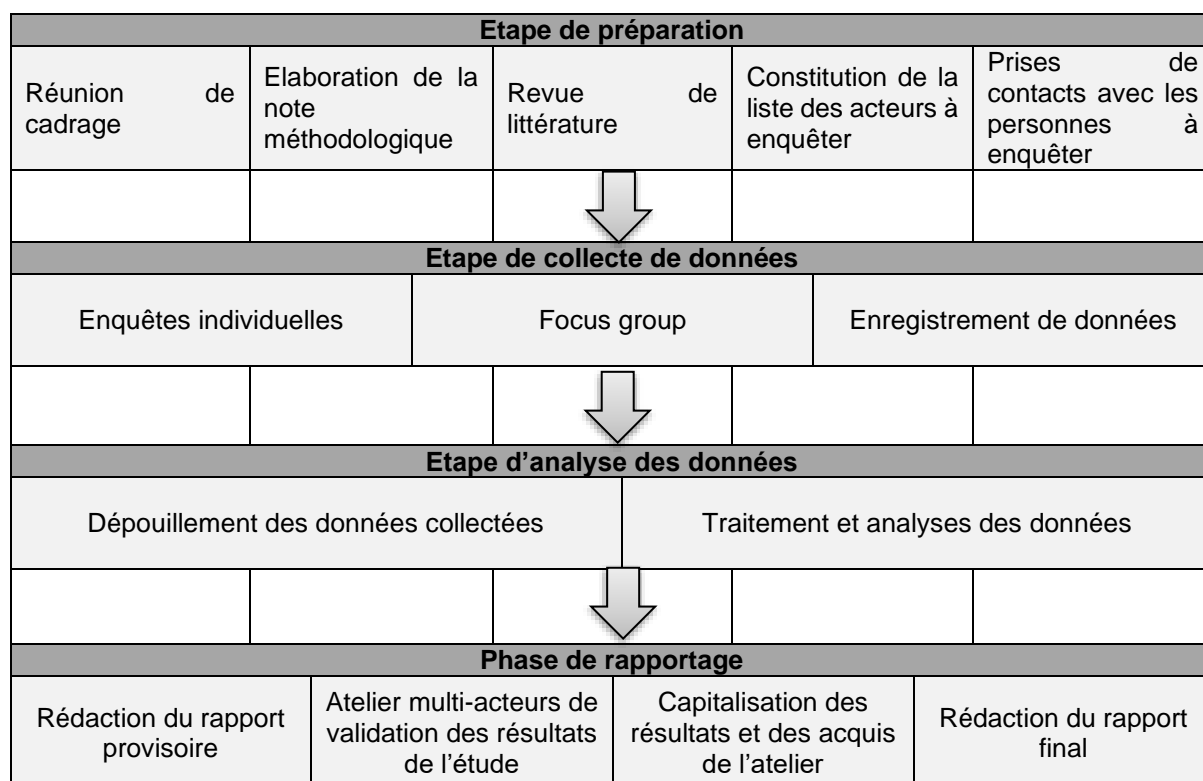 Etape de préparation
Réunion de
cadrage
Elaboration de la
note
méthodologique
Revue de
littérature
Constitution de la
liste des acteurs à
enquêter
Prises de
contacts avec les
personnes à
enquêter
Etape de collecte de données
Enquêtes individuelles
Focus group
Enregistrement de données
Etape d’analyse des données
Dépouillement des données collectées
Traitement et analyses des données
Phase de rapportage
Rédaction du rapport
provisoire
Atelier multi-acteurs de
validation des résultats
de l’étude
Capitalisation des
résultats et des acquis
de l’atelier
Rédaction du rapport
final